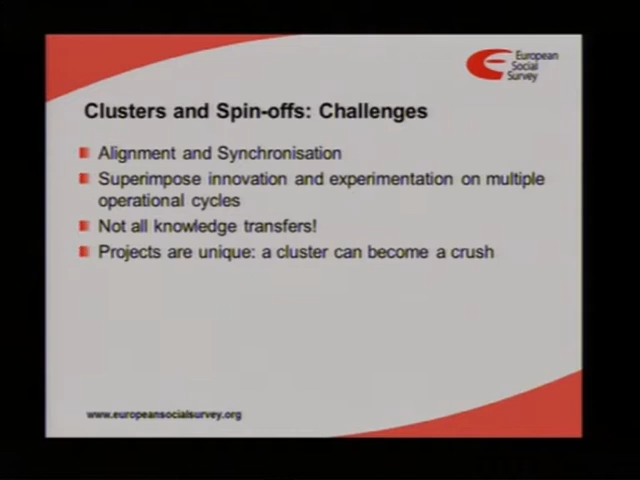 European
Social
Survey
Clusters and Spin-offs: Challenges
Alignment and Synchronisation
Superimpose innovation and experimentation on multiple
operational cycles
Not all knowledge transfers!
Projects are unique: a cluster can become a crush
www.europeansocialsurvey.org